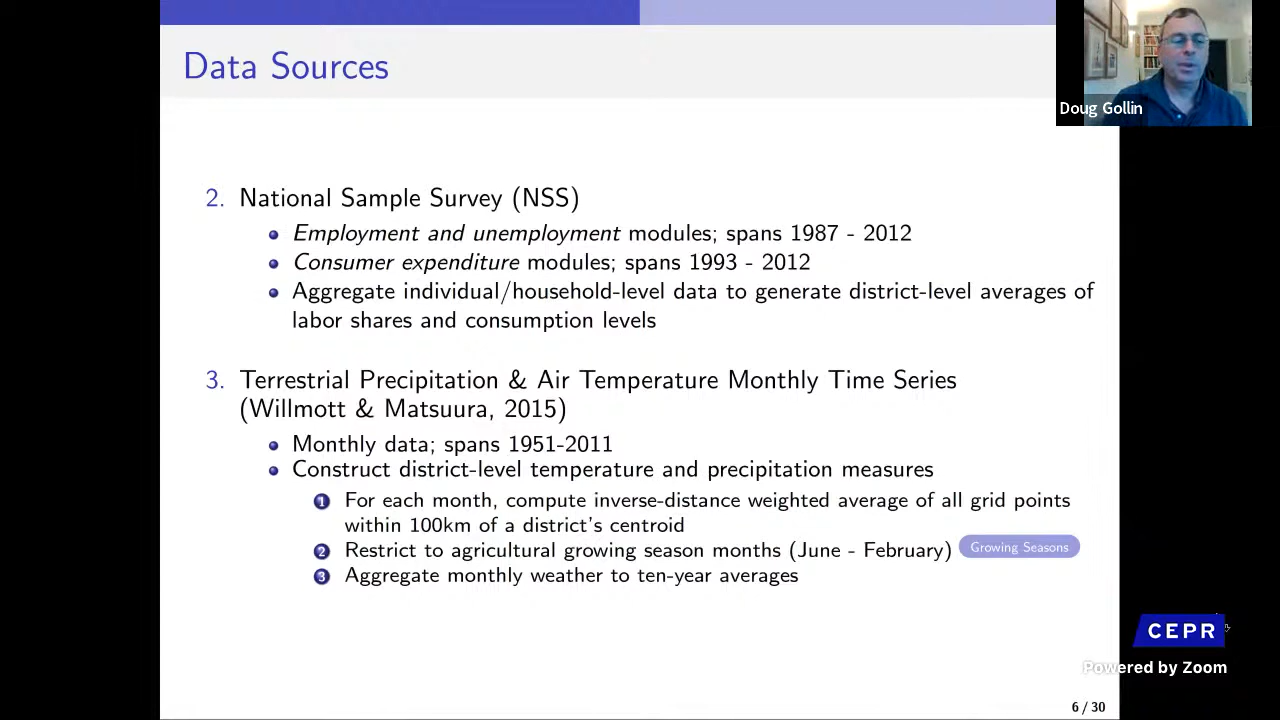 Data Sources
Doug Gollin
2. National Sample Survey (NSS)
Employment and unemployment modules; spans 1987 - 2012
Consumer expenditure modules; spans 1993 - 2012
Aggregate individual/household-level data to generate district-level averages of
labor shares and consumption levels
3. Terrestrial Precipitation & Air Temperature Monthly Time Series
(Willmott & Matsuura, 2015)
Monthly data; spans 1951-2011
Construct district-level temperature and precipitation measures
1 For each month, compute inverse-distance weighted average of all grid points
within 100km of a district's centroid
2 Restrict to agricultural growing season months (June - February) Growing Seasons
3 Aggregate monthly weather to ten-year averages
CEPR
Powered by Zoom
6 / 30